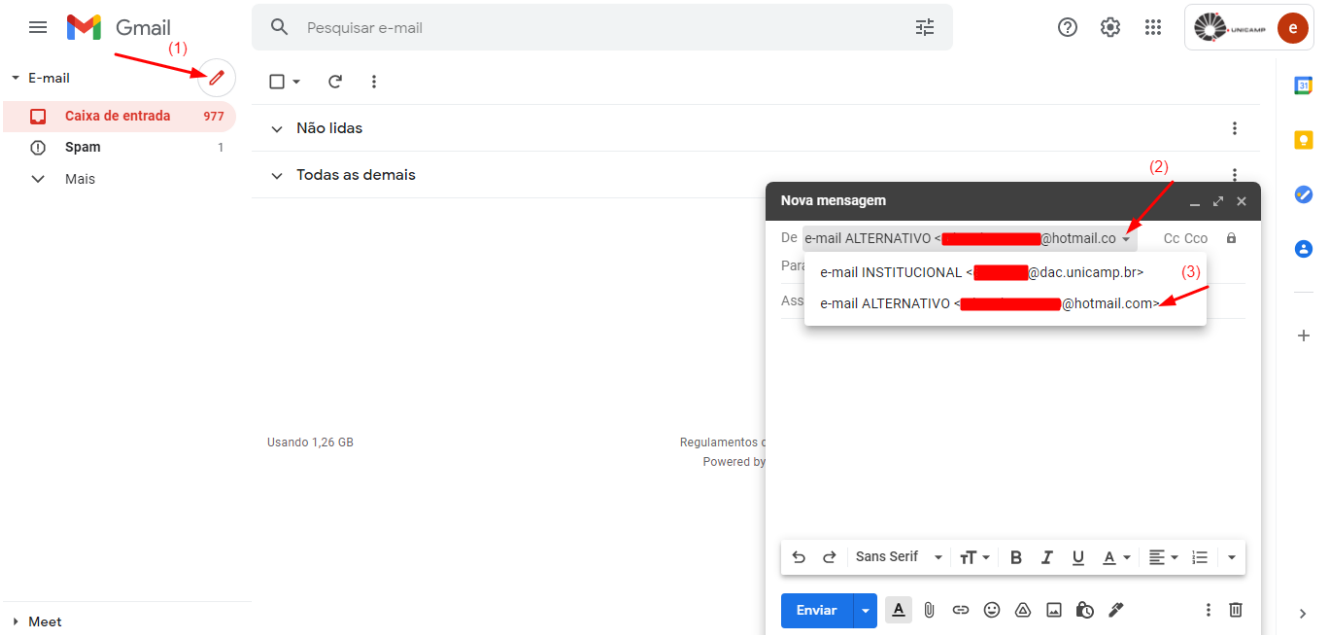 Gmail
Pesquisar e-mail
UNICAMP
e
(1)
E-mail
31
Caixa de entrada 977
Não lidas
Spam 1
Mais
Todas as demais
(2)
Nova mensagem
De e-mail ALTERNATIVO < @hotmail.co Cc Cco
Para
e-mail INSTITUCIONAL < @dac.unicamp.br> (3)
Ass
e-mail ALTERNATIVO < @hotmail.com>
Usando 1,26 GB
Regulamentos
Powered by
Sans Serif
Enviar
Meet